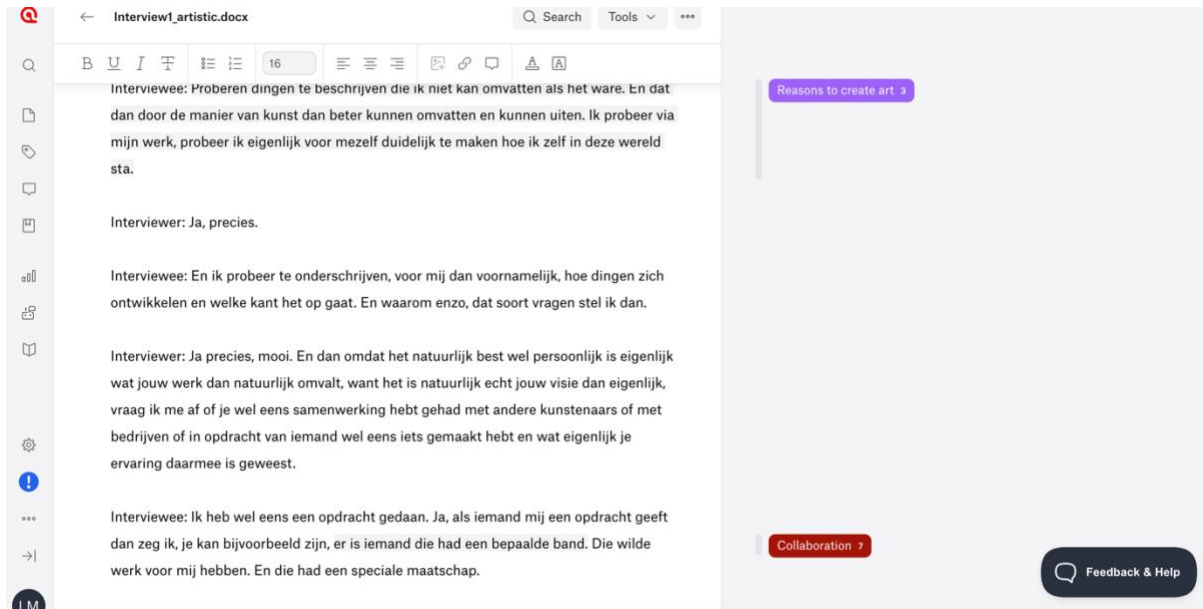 Interview1_artistic.docx
Search
Tools
16
Interviewee: Proberen dingen te beschrijven die ik niet kan omvatten als het ware. En dat
dan door de manier van kunst dan beter kunnen omvatten en kunnen uiten. Ik probeer via
mijn werk, probeer ik eigenlijk voor mezelf duidelijk te maken hoe ik zelf in deze wereld
sta.
Interviewer: Ja, precies.
Interviewee: En ik probeer te onderschrijven, voor mij dan voornamelijk, hoe dingen zich
ontwikkelen en welke kant het op gaat. En waarom enzo, dat soort vragen stel ik dan.
Interviewer: Ja precies, mooi. En dan omdat het natuurlijk best wel persoonlijk is eigenlijk
wat jouw werk dan natuurlijk omvalt, want het is natuurlijk echt jouw visie dan eigenlijk,
vraag ik me af of je wel eens samenwerking hebt gehad met andere kunstenaars of met
bedrijven of in opdracht van iemand wel eens iets gemaakt hebt en wat eigenlijk je
ervaring daarmee is geweest.
Interviewee: Ik heb wel eens een opdracht gedaan. Ja, als iemand mij een opdracht geeft
dan zeg ik, je kan bijvoorbeeld zijn, er is iemand die had een bepaalde band. Die wilde
werk voor mij hebben. En die had een speciale maatschap.
Reasons to create art 3
Collaboration 7
Feedback & Help
LM